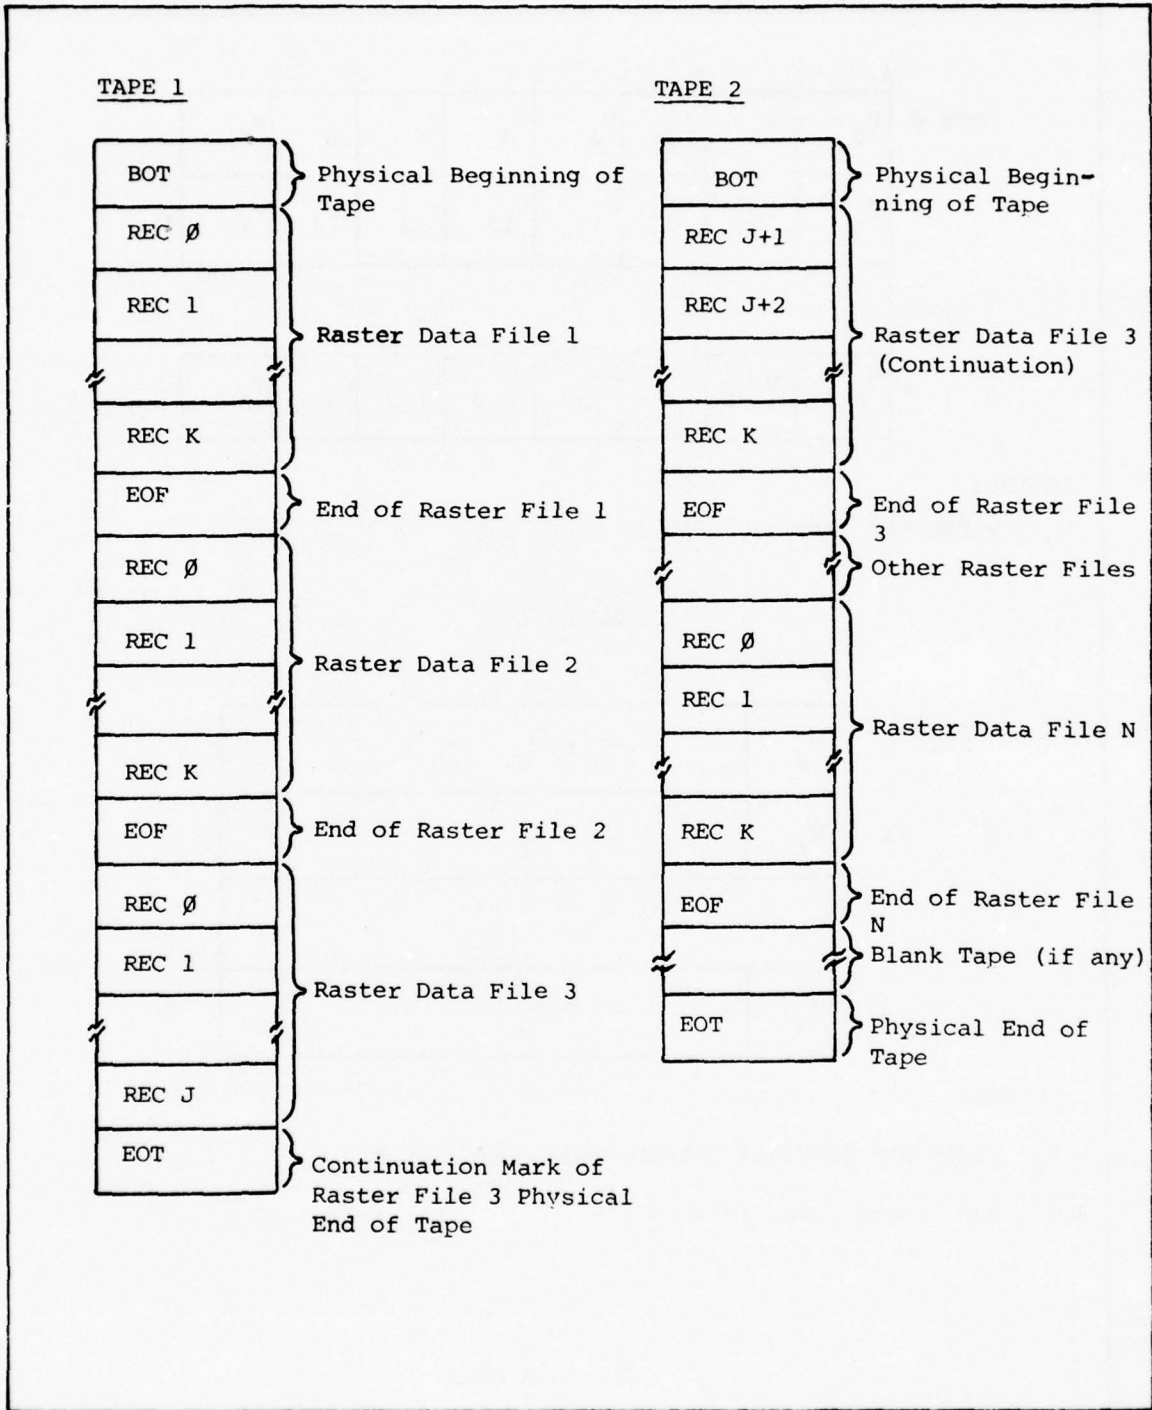 TAPE 1
BOT
Physical Beginning of
Tape
REC Ø
REC 1
Raster Data File 1
REC K
EOF
End of Raster File 1
REC Ø
REC 1
Raster Data File 2
REC K
EOF
End of Raster File 2
REC Ø
REC 1
Raster Data File 3
REC J
EOT
Continuation Mark of
Raster File 3 Physical
End of Tape
TAPE 2
BOT
Physical Begin-
ning of Tape
REC J+1
REC J+2
Raster Data File 3
(Continuation)
REC K
EOF
End of Raster File
3
Other Raster Files
REC Ø
REC 1
Raster Data File N
REC K
EOF
End of Raster File
N
Blank Tape (if any)
EOT
Physical End of
Tape